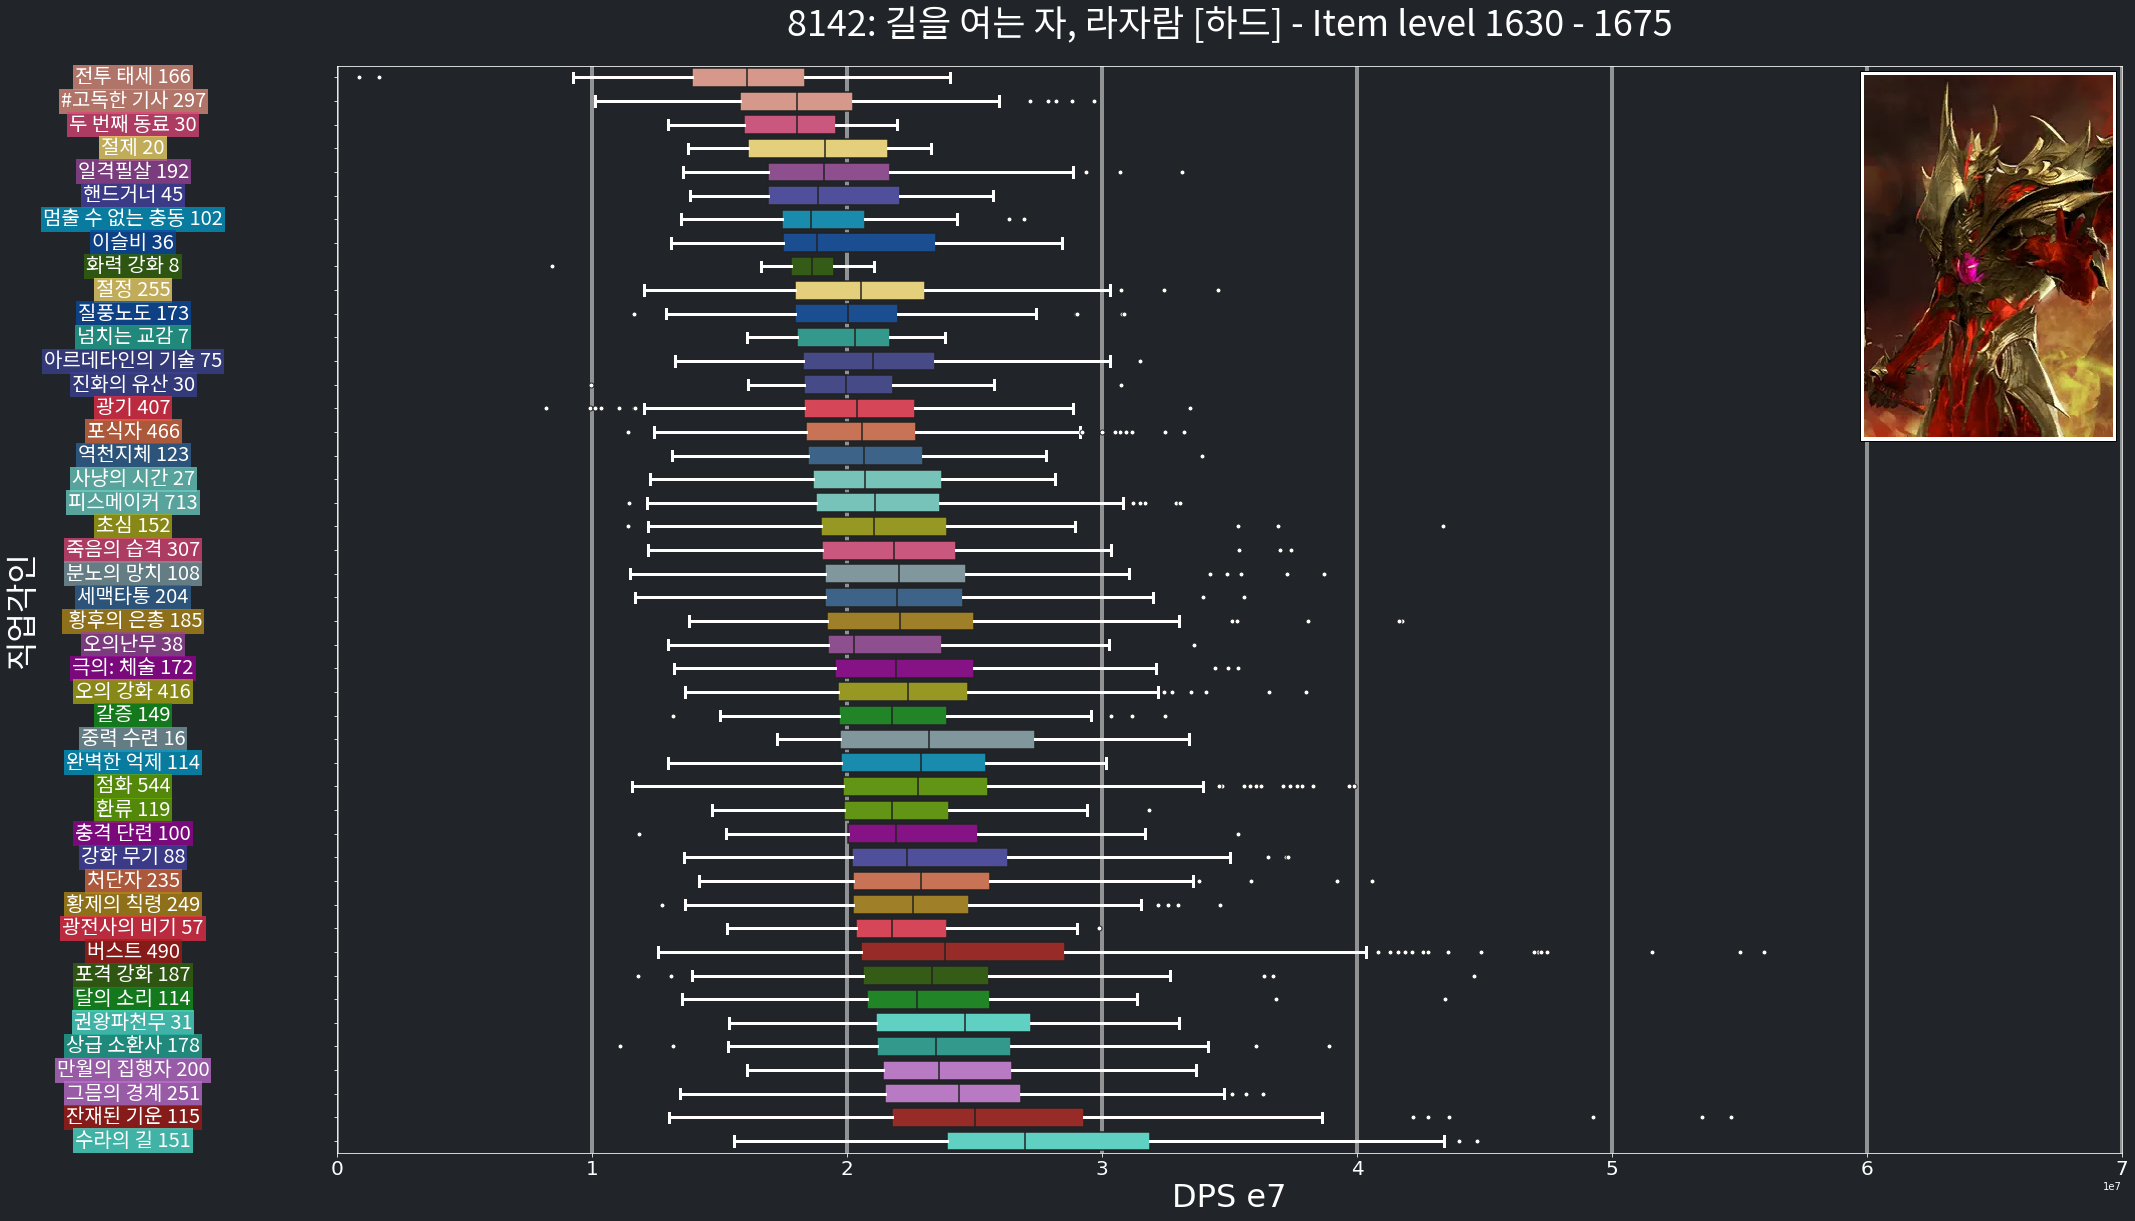 8142: 길을 여는 자, 라자람 [하드] - Item level 1630 - 1675
직업각인
전투 태세 166
#고독한 기사 297
두 번째 동료 30
절제 20
일격필살 192
핸드거너 45
멈출 수 없는 충동 102
이슬비 36
화력 강화 8
절정 255
질풍노도 173
넘치는 교감 7
아르데타인의 기술 75
진화의 유산 30
광기 407
포식자 466
역천지체 123
사냥의 시간 27
피스메이커 713
초심 152
죽음의 습격 307
분노의 망치 108
세맥타통 204
황후의 은총 185
오의난무 38
극의: 체술 172
오의 강화 416
갈증 149
중력 수련 16
완벽한 억제 114
점화 544
환류 119
충격 단련 100
강화 무기 88
처단자 235
황제의 칙령 249
광전사의 비기 57
버스트 490
포격 강화 187
달의 소리 114
권왕파천무 31
상급 소환사 178
만월의 집행자 200
그믐의 경계 251
잔재된 기운 115
수라의 길 151
0 1 2 3 4 5 6 7
1e7
DPS e7